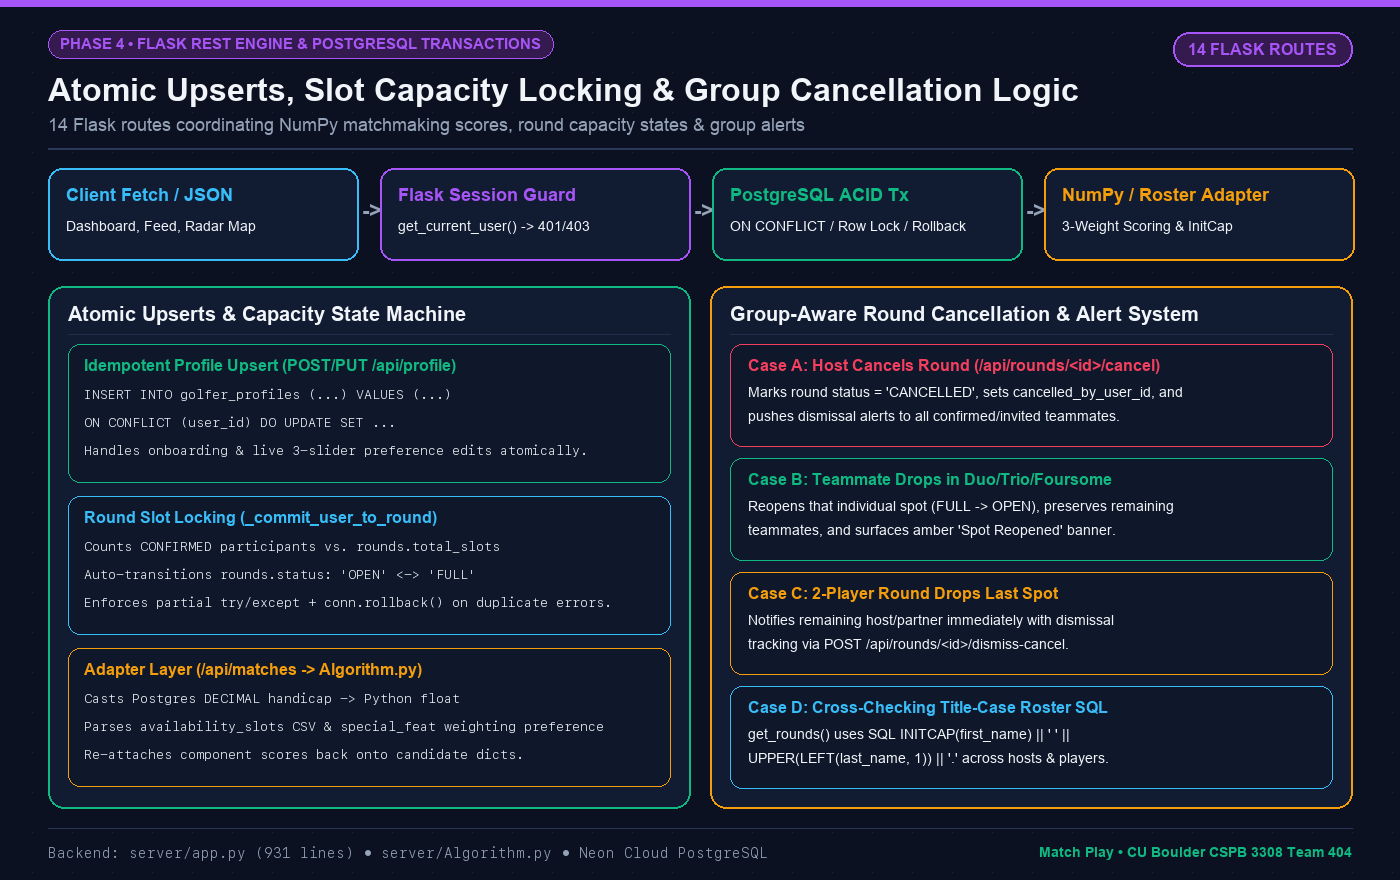 PHASE 4 • FLASK REST ENGINE & POSTGRESQL TRANSACTIONS
14 FLASK ROUTES
Atomic Upserts, Slot Capacity Locking & Group Cancellation Logic
14 Flask routes coordinating NumPy matchmaking scores, round capacity states & group alerts
Client Fetch / JSON
Dashboard, Feed, Radar Map
->
Flask Session Guard
get_current_user() -> 401/403
->
PostgreSQL ACID Tx
ON CONFLICT / Row Lock / Rollback
->
NumPy / Roster Adapter
3-Weight Scoring & InitCap
Atomic Upserts & Capacity State Machine
Idempotent Profile Upsert (POST/PUT /api/profile)
INSERT INTO golfer_profiles (...) VALUES (...)
ON CONFLICT (user_id) DO UPDATE SET ...
Handles onboarding & live 3-slider preference edits atomically.
Round Slot Locking (_commit_user_to_round)
Counts CONFIRMED participants vs. rounds.total_slots
Auto-transitions rounds.status: 'OPEN' <-> 'FULL'
Enforces partial try/except + conn.rollback() on duplicate errors.
Adapter Layer (/api/matches -> Algorithm.py)
Casts Postgres DECIMAL handicap -> Python float
Parses availability_slots CSV & special_feat weighting preference
Re-attaches component scores back onto candidate dicts.
Group-Aware Round Cancellation & Alert System
Case A: Host Cancels Round (/api/rounds/<id>/cancel)
Marks round status = 'CANCELLED', sets cancelled_by_user_id, and
pushes dismissal alerts to all confirmed/invited teammates.
Case B: Teammate Drops in Duo/Trio/Foursome
Reopens that individual spot (FULL -> OPEN), preserves remaining
teammates, and surfaces amber 'Spot Reopened' banner.
Case C: 2-Player Round Drops Last Spot
Notifies remaining host/partner immediately with dismissal
tracking via POST /api/rounds/<id>/dismiss-cancel.
Case D: Cross-Checking Title-Case Roster SQL
get_rounds() uses SQL INITCAP(first_name) || ' ' ||
UPPER(LEFT(last_name, 1)) || '.' across hosts & players.
Backend: server/app.py (931 lines) • server/Algorithm.py • Neon Cloud PostgreSQL
Match Play • CU Boulder CSPB 3308 Team 404